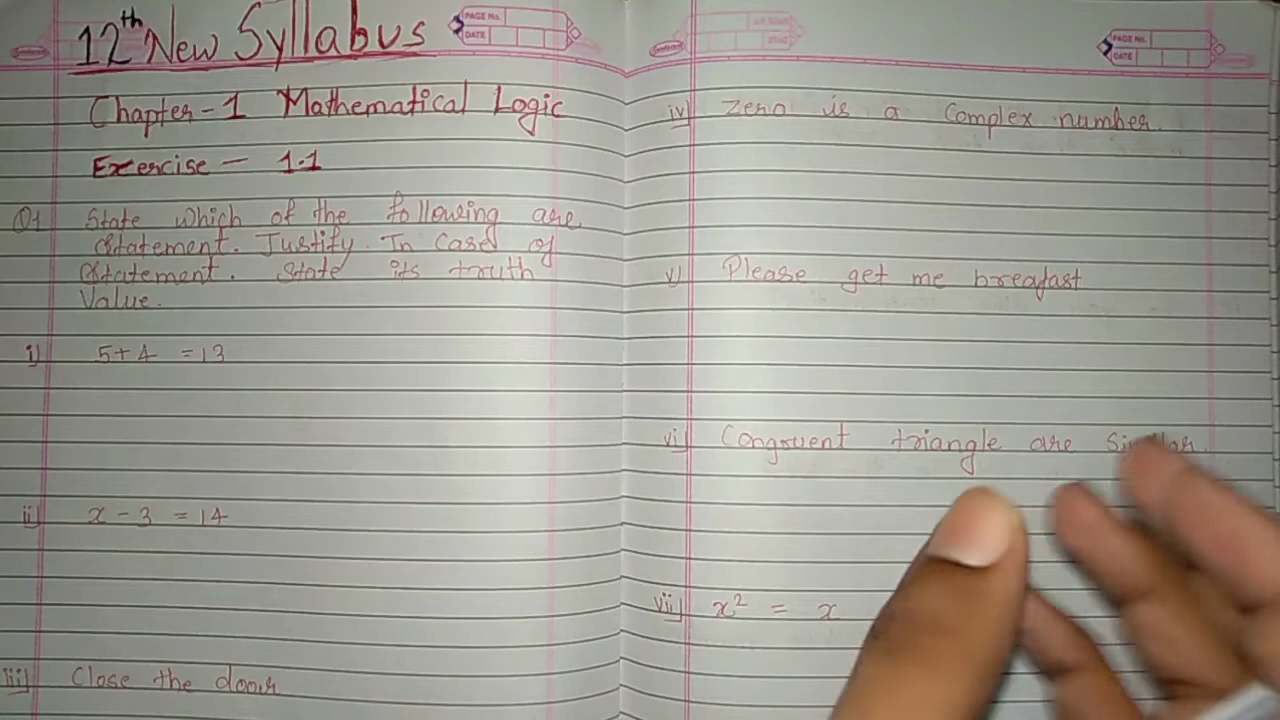 12th New Syllabus
PAGE No.
DATE
Chapter-1 Mathematical Logic
Exercise - 1.1
Q1 State which of the following are
statement. Justify. In Case of
Statement. State its truth
Value.
i) 5+4 =13
ii) x - 3 = 14
iii) Close the door
PAGE No.
DATE
iv) Zero is a Complex number.
v) Please get me breafast
vi) Congruent triangle are similar.
vii) x² = x